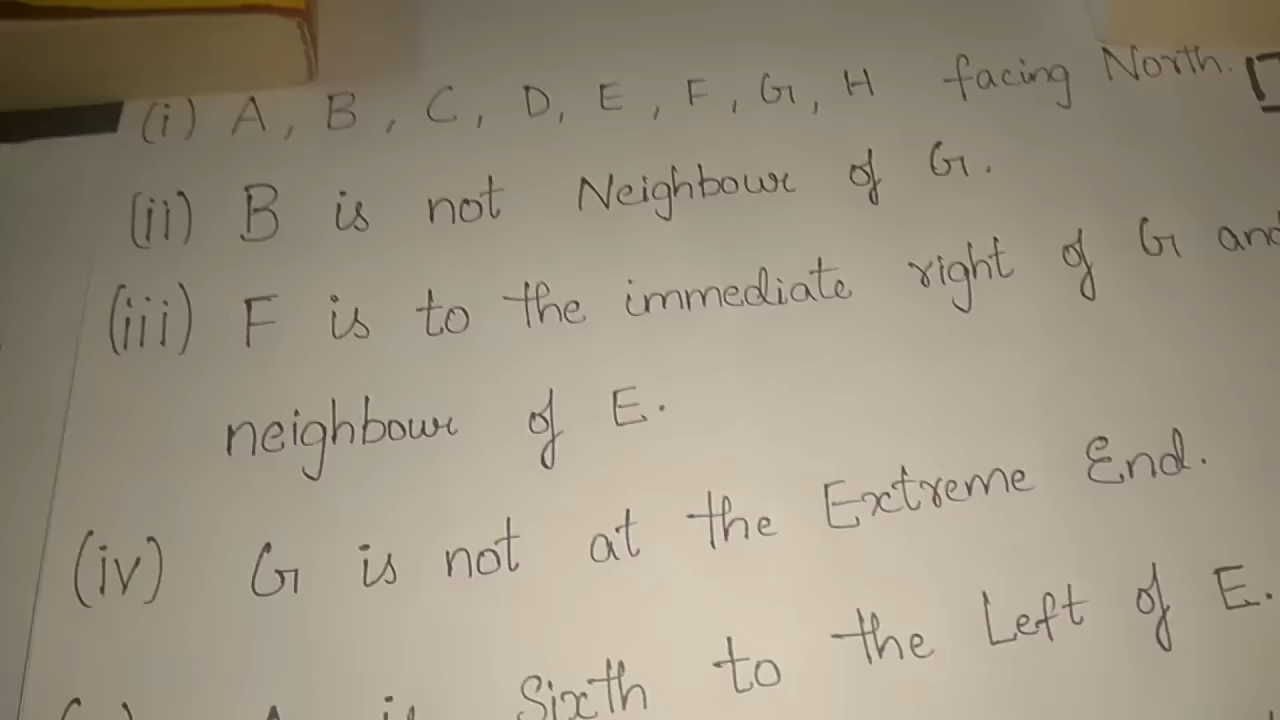 (i) A, B, C, D, E, F, G, H facing North.
(ii) B is not Neighbour of G.
(iii) F is to the immediate right of G and
neighbour of E.
(iv) G is not at the Extreme End.
is Sixth to the Left of E.